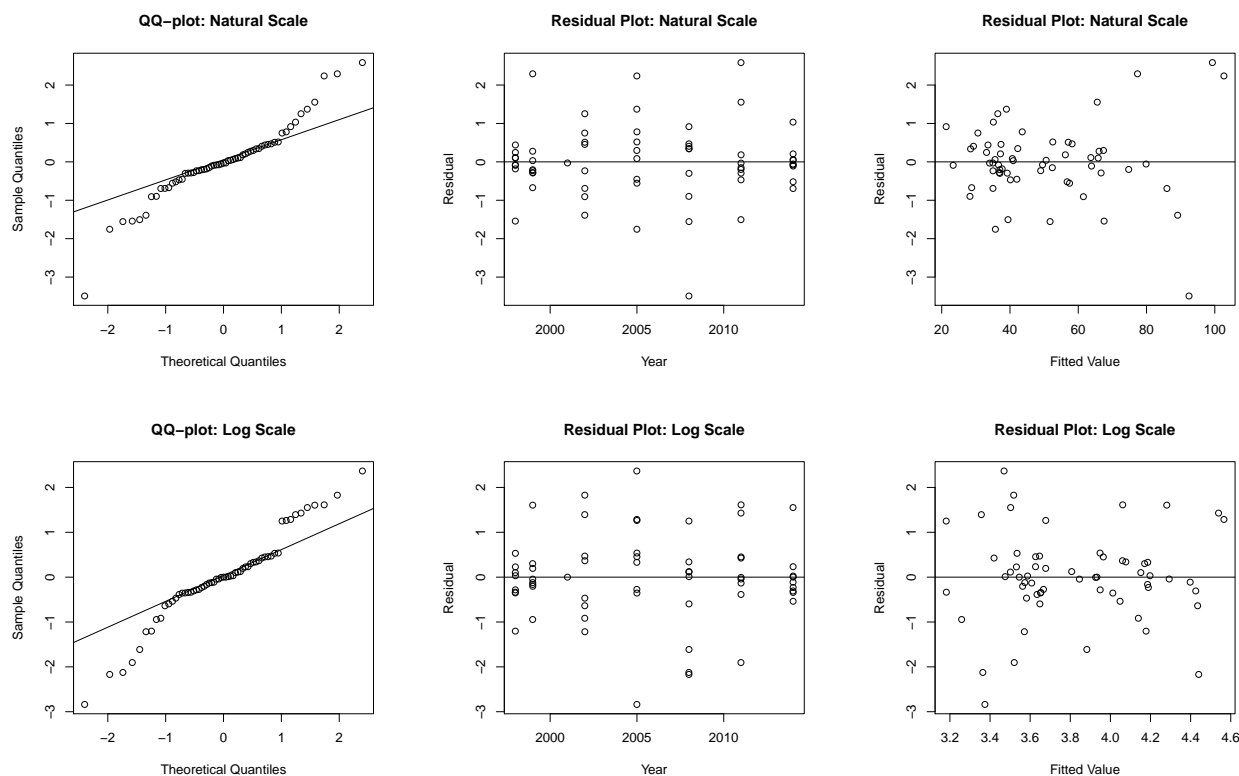 QQ−plot: Natural Scale
Sample Quantiles
2
1
0
−1
−2
−3
−2 −1 0 1 2
Theoretical Quantiles
Residual Plot: Natural Scale
Residual
2
1
0
−1
−2
−3
2000 2005 2010
Year
Residual Plot: Natural Scale
Residual
2
1
0
−1
−2
−3
20 40 60 80 100
Fitted Value
QQ−plot: Log Scale
Sample Quantiles
2
1
0
−1
−2
−3
−2 −1 0 1 2
Theoretical Quantiles
Residual Plot: Log Scale
Residual
2
1
0
−1
−2
−3
2000 2005 2010
Year
Residual Plot: Log Scale
Residual
2
1
0
−1
−2
−3
3.2 3.4 3.6 3.8 4.0 4.2 4.4 4.6
Fitted Value